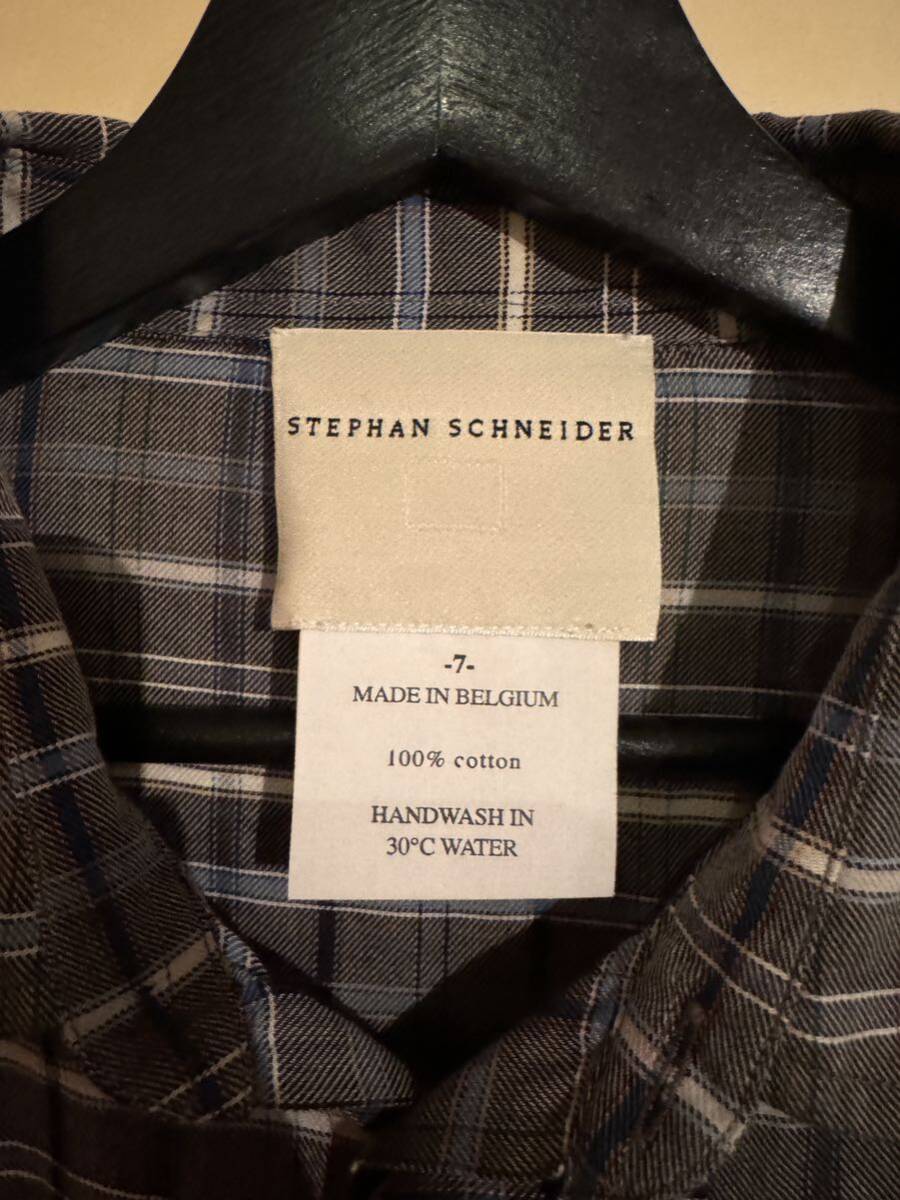 STEPHAN SCHNEIDER
-7-
MADE IN BELGIUM
100% cotton
HANDWASH IN
30°C WATER